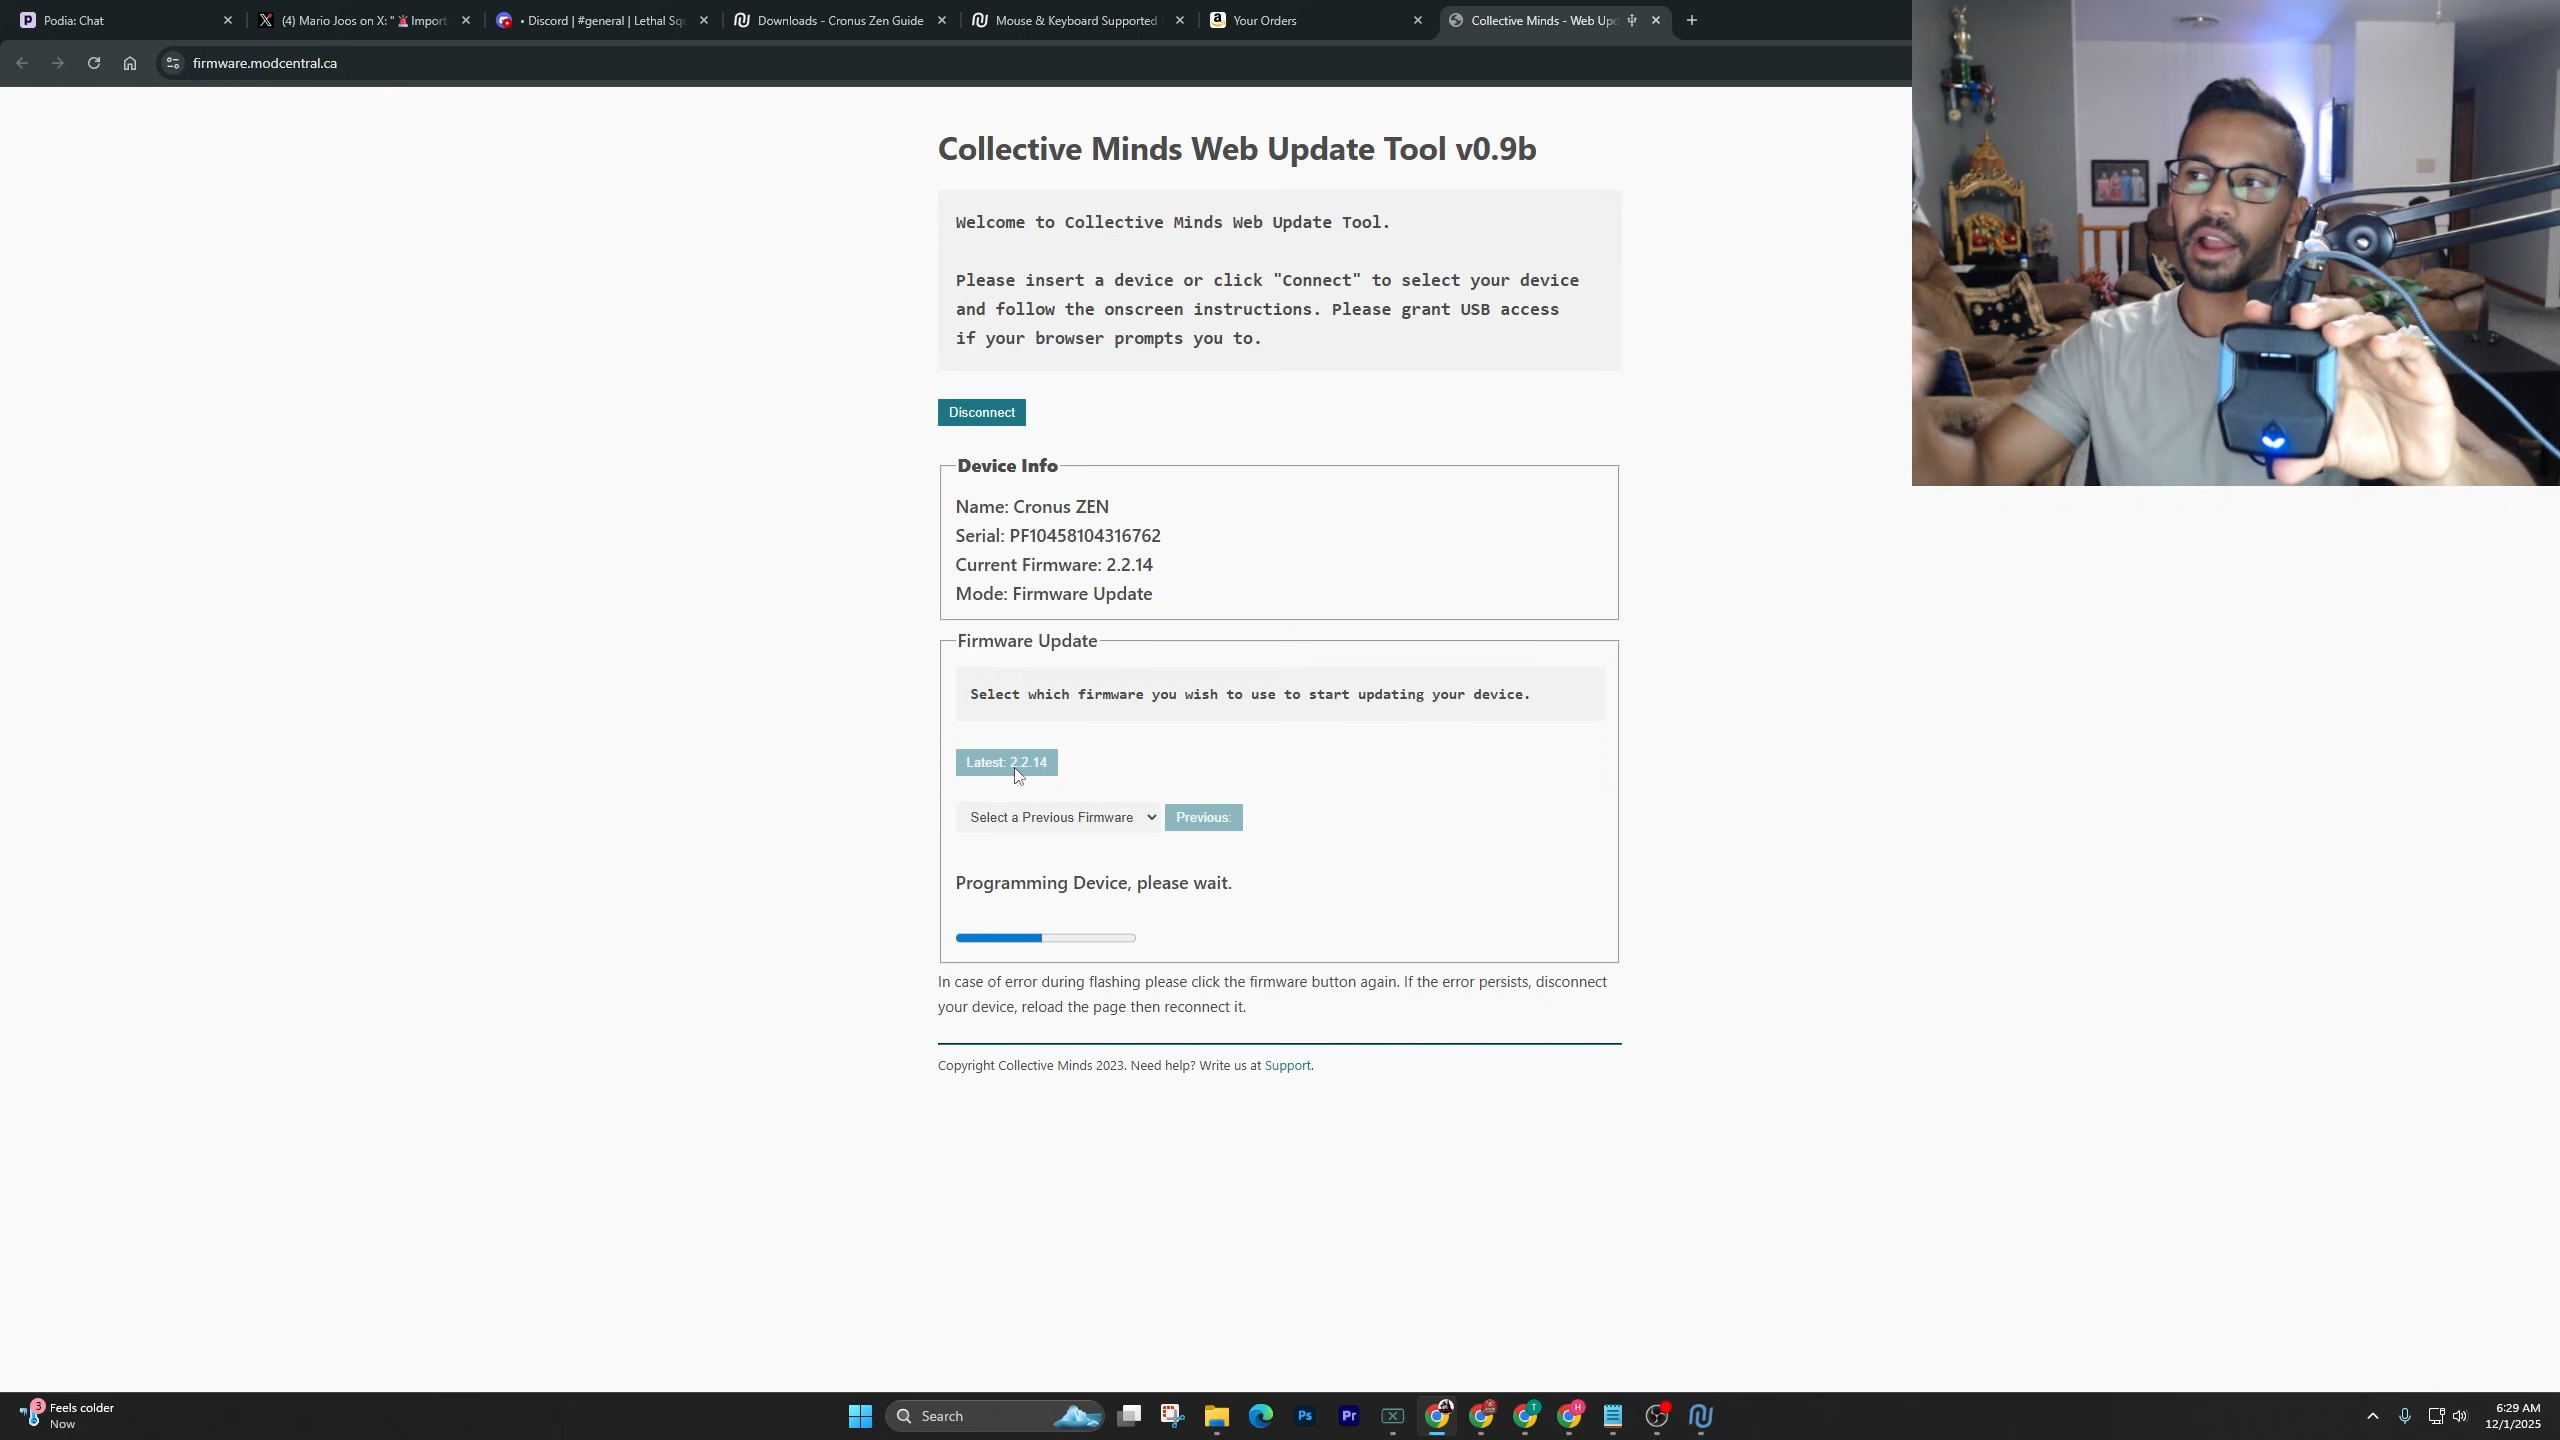 Podia: Chat
(4) Mario Joos on X: "🚨Import
• Discord | #general | Lethal Sq
Downloads - Cronus Zen Guide
Mouse & Keyboard Supported
Your Orders
Collective Minds - Web Upd
firmware.modcentral.ca
Collective Minds Web Update Tool v0.9b
Welcome to Collective Minds Web Update Tool.
Please insert a device or click "Connect" to select your device
and follow the onscreen instructions. Please grant USB access
if your browser prompts you to.
Disconnect
Device Info
Name: Cronus ZEN
Serial: PF10458104316762
Current Firmware: 2.2.14
Mode: Firmware Update
Firmware Update
Select which firmware you wish to use to start updating your device.
Latest: 2.2.14
Select a Previous Firmware
Previous:
Programming Device, please wait.
In case of error during flashing please click the firmware button again. If the error persists, disconnect
your device, reload the page then reconnect it.
Copyright Collective Minds 2023. Need help? Write us at Support.
3
Feels colder
Now
Search
Ps
Pr
T
H
6:29 AM
12/1/2025